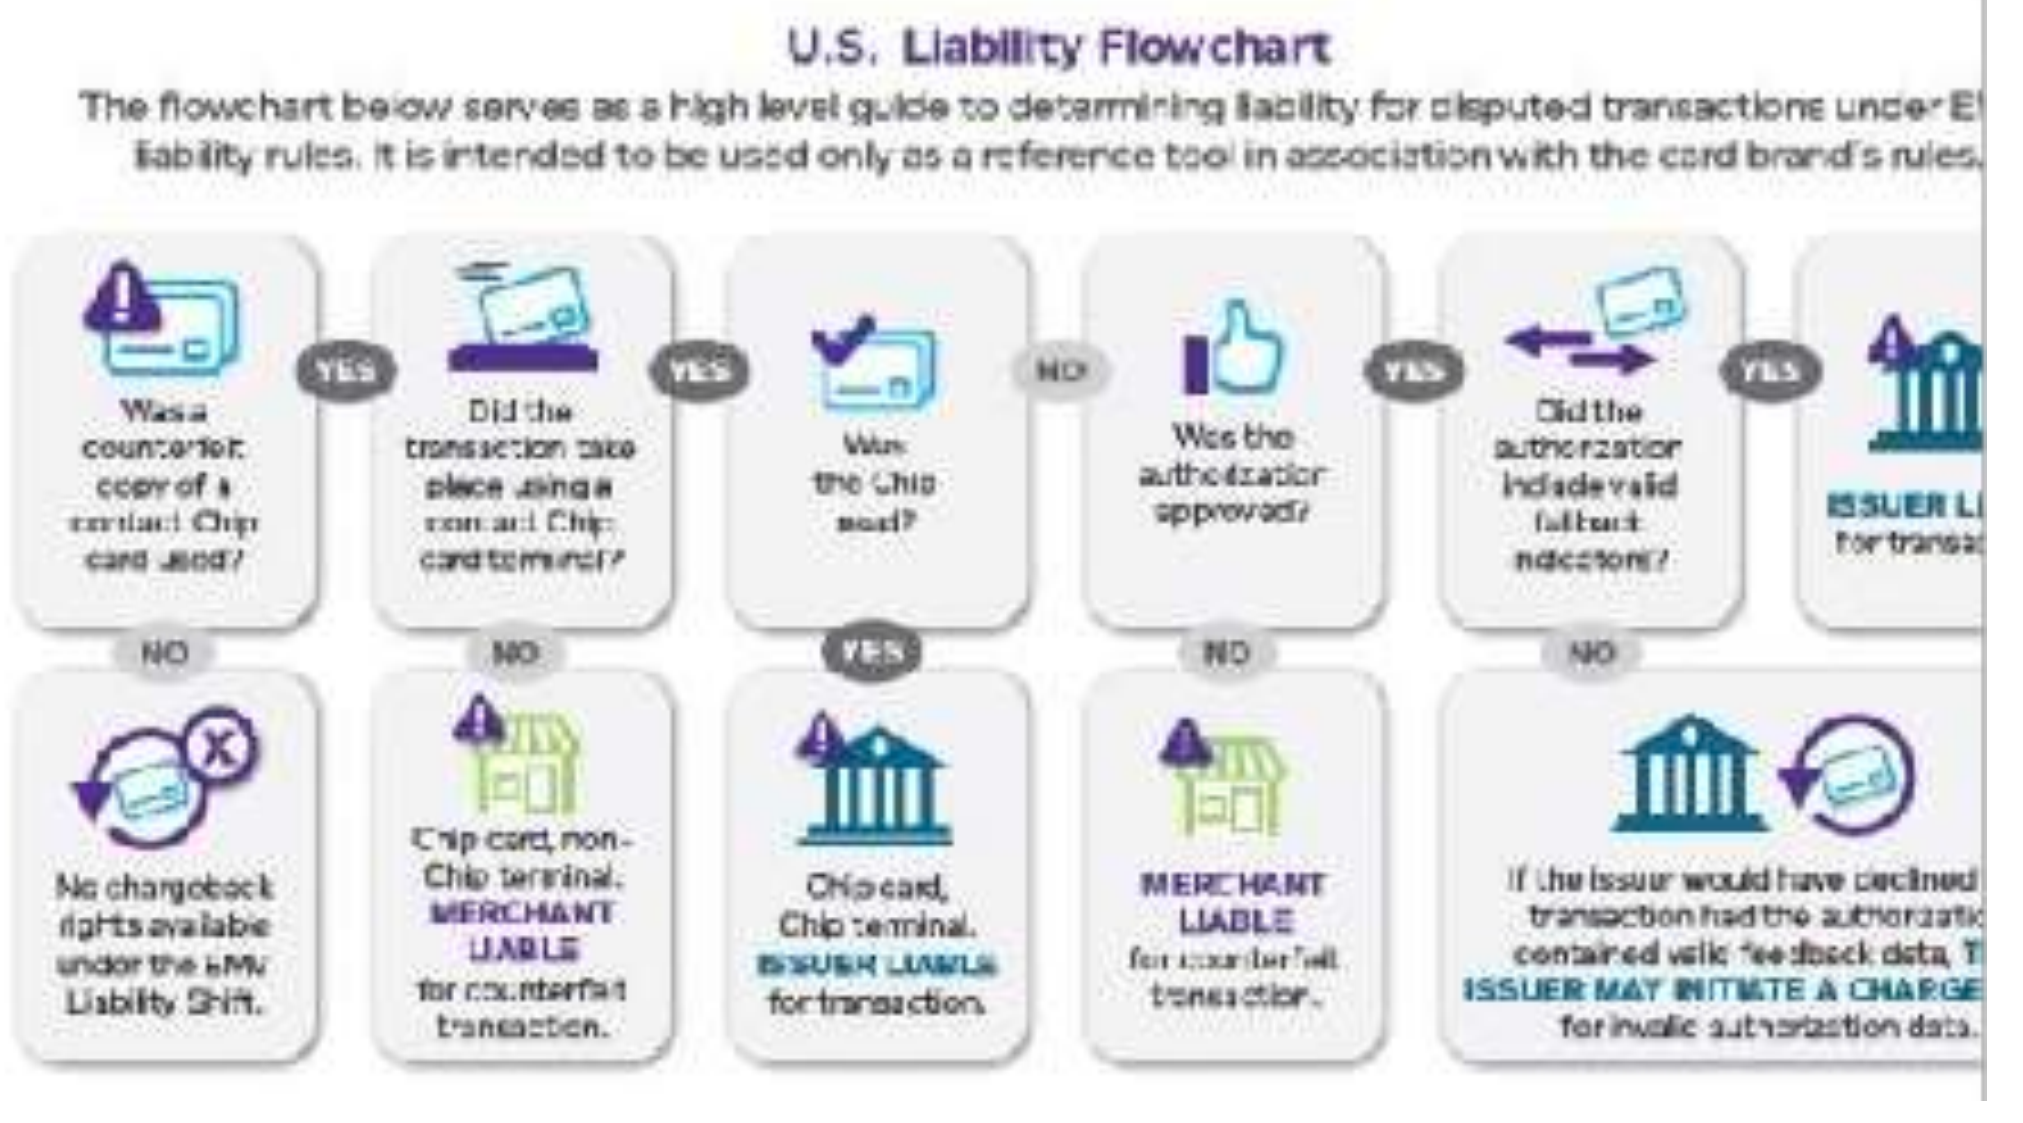 U.S. Liability Flowchart
The flowchart below serves as a high level guide to determining liability for disputed transactions under
liability rules. It is intended to be used only as a reference tool in association with the card brand's rules.
Was a
counterfeit
copy of a
contact Chip
card used?
YES
Did the
transaction take
place using a
contact Chip
card terminal?
YES
Was
the Chip
read?
NO
Was the
authorization
approved?
YES
Did the
authorization
include valid
fallback
indicators?
YES
ISSUER LI
for transac
NO
NO
YES
NO
NO
No chargeback
rights available
under the EMV
Liability Shift.
Chip card, non-
Chip terminal.
MERCHANT
LIABLE
for counterfeit
transaction.
Chip card,
Chip terminal.
ISSUER LIABLE
for transaction.
MERCHANT
LIABLE
for counterfeit
transaction.
If the issuer would have declined
transaction had the authorizatio
contained valid feedback data, T
ISSUER MAY INITIATE A CHARGE
for invalid authorization data.